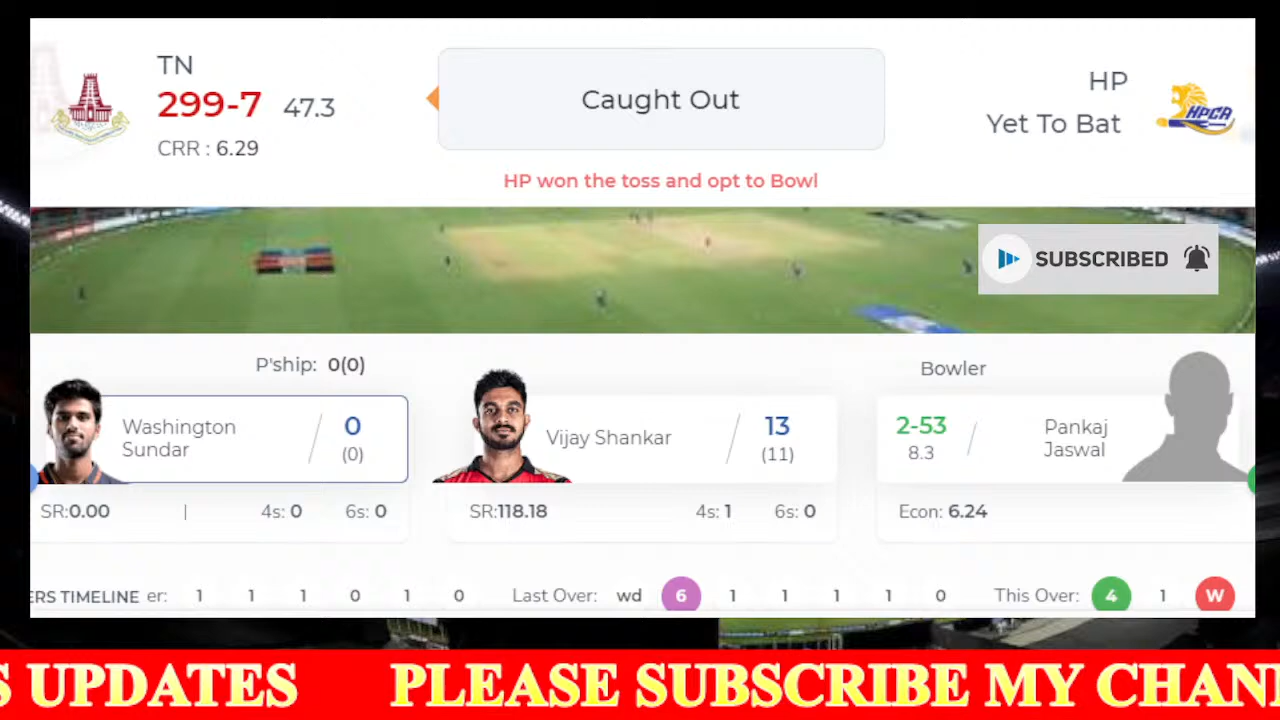 TN
299-7 47.3
CRR : 6.29
Caught Out
HP
Yet To Bat
HPCA
HP won the toss and opt to Bowl
SUBSCRIBED
P'ship: 0(0)
Washington
Sundar
0
(0)
SR:0.00 | 4s: 0 6s: 0
Vijay Shankar
13
(11)
SR:118.18 4s: 1 6s: 0
Bowler
2-53
8.3
Pankaj
Jaswal
Econ: 6.24
ERS TIMELINE er: 1 1 1 0 1 0 Last Over: wd 6 1 1 1 1 0 This Over: 4 1 W
S UPDATES PLEASE SUBSCRIBE MY CHAN